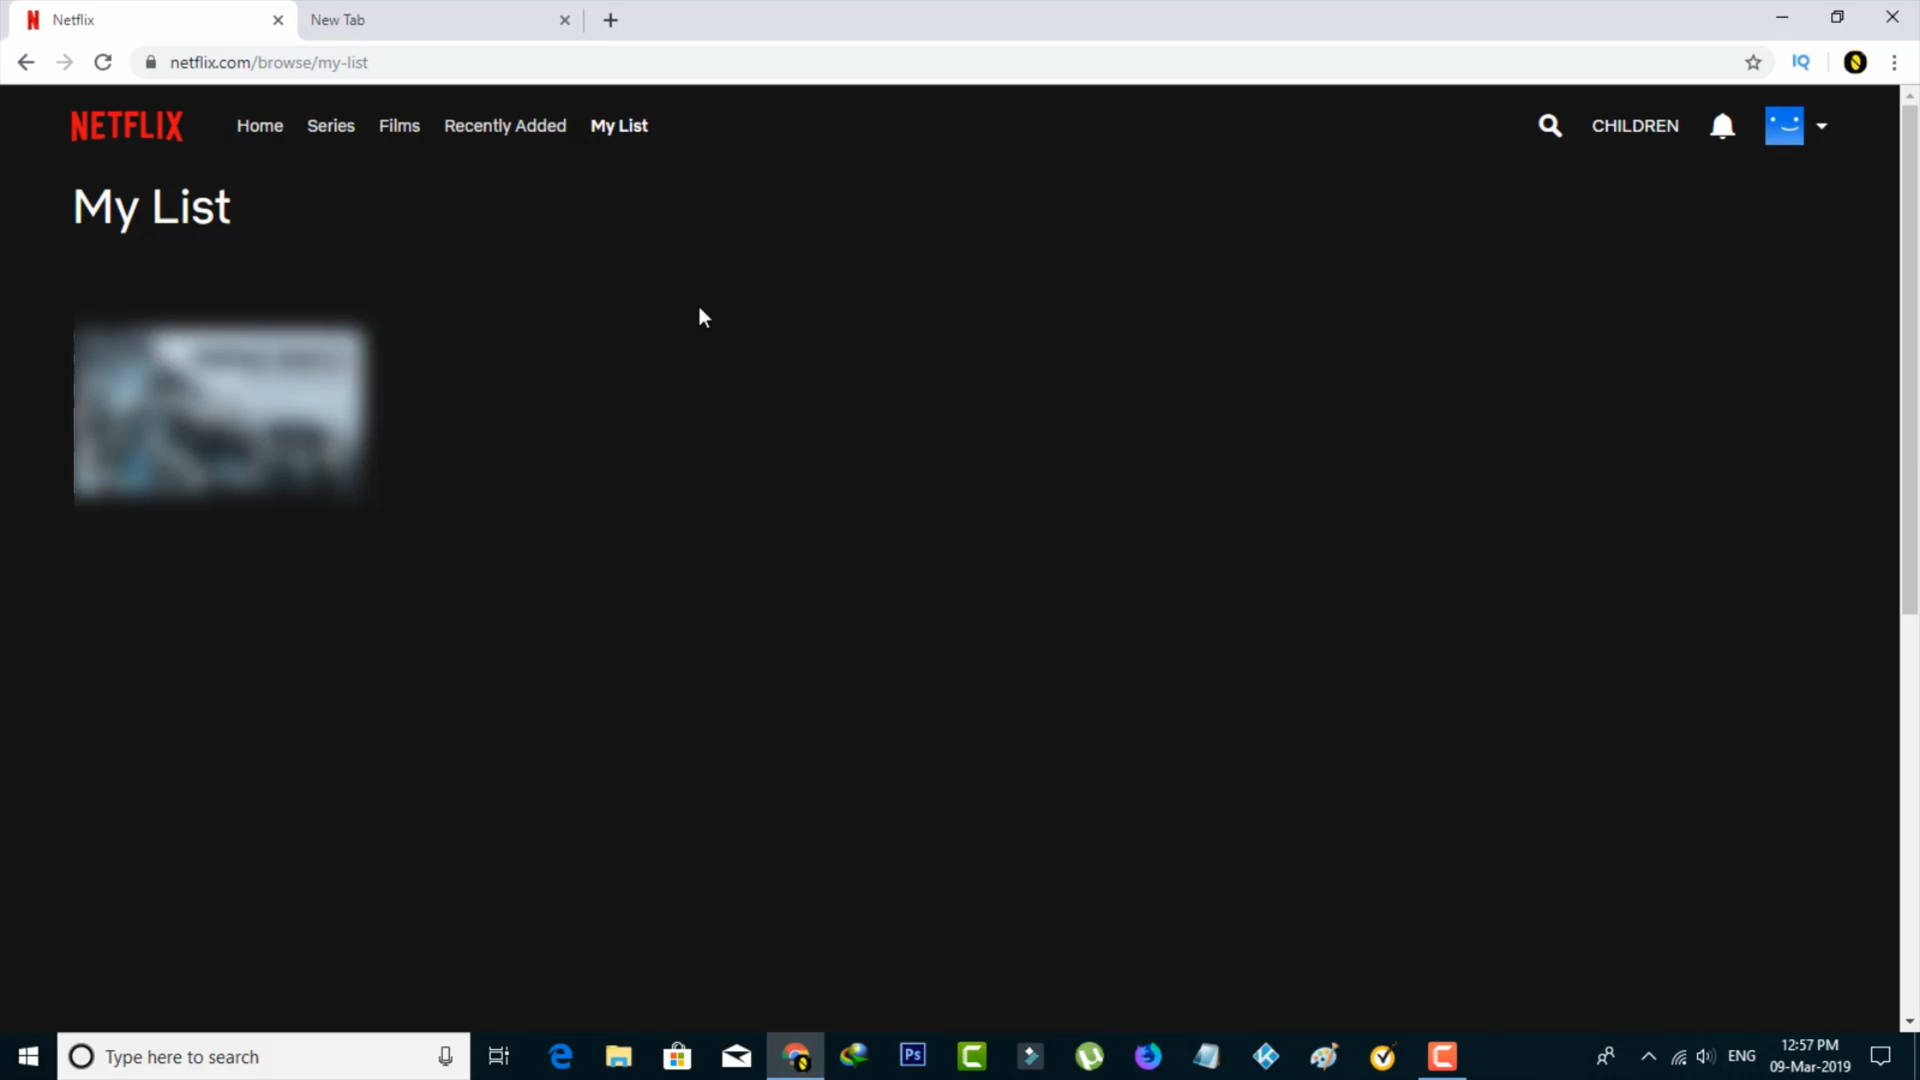 Netflix
New Tab
netflix.com/browse/my-list
IQ
NETFLIX
Home
Series
Films
Recently Added
My List
CHILDREN
My List
Type here to search
Ps
ENG
12:57 PM
09-Mar-2019